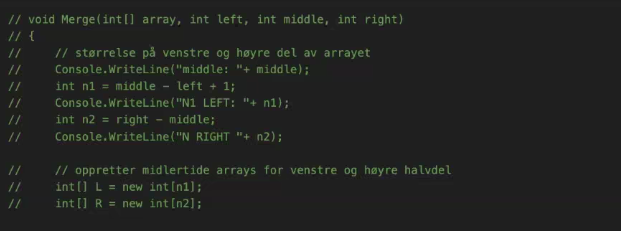 // void Merge(int[] array, int left, int middle, int right)
// {
//     // størrelse på venstre og høyre del av arrayet
//     Console.WriteLine("middle: "+ middle);
//     int n1 = middle - left + 1;
//     Console.WriteLine("N1 LEFT: "+ n1);
//     int n2 = right - middle;
//     Console.WriteLine("N RIGHT "+ n2);
//     // oppretter midlertide arrays for venstre og høyre halvdel
//     int[] L = new int[n1];
//     int[] R = new int[n2];